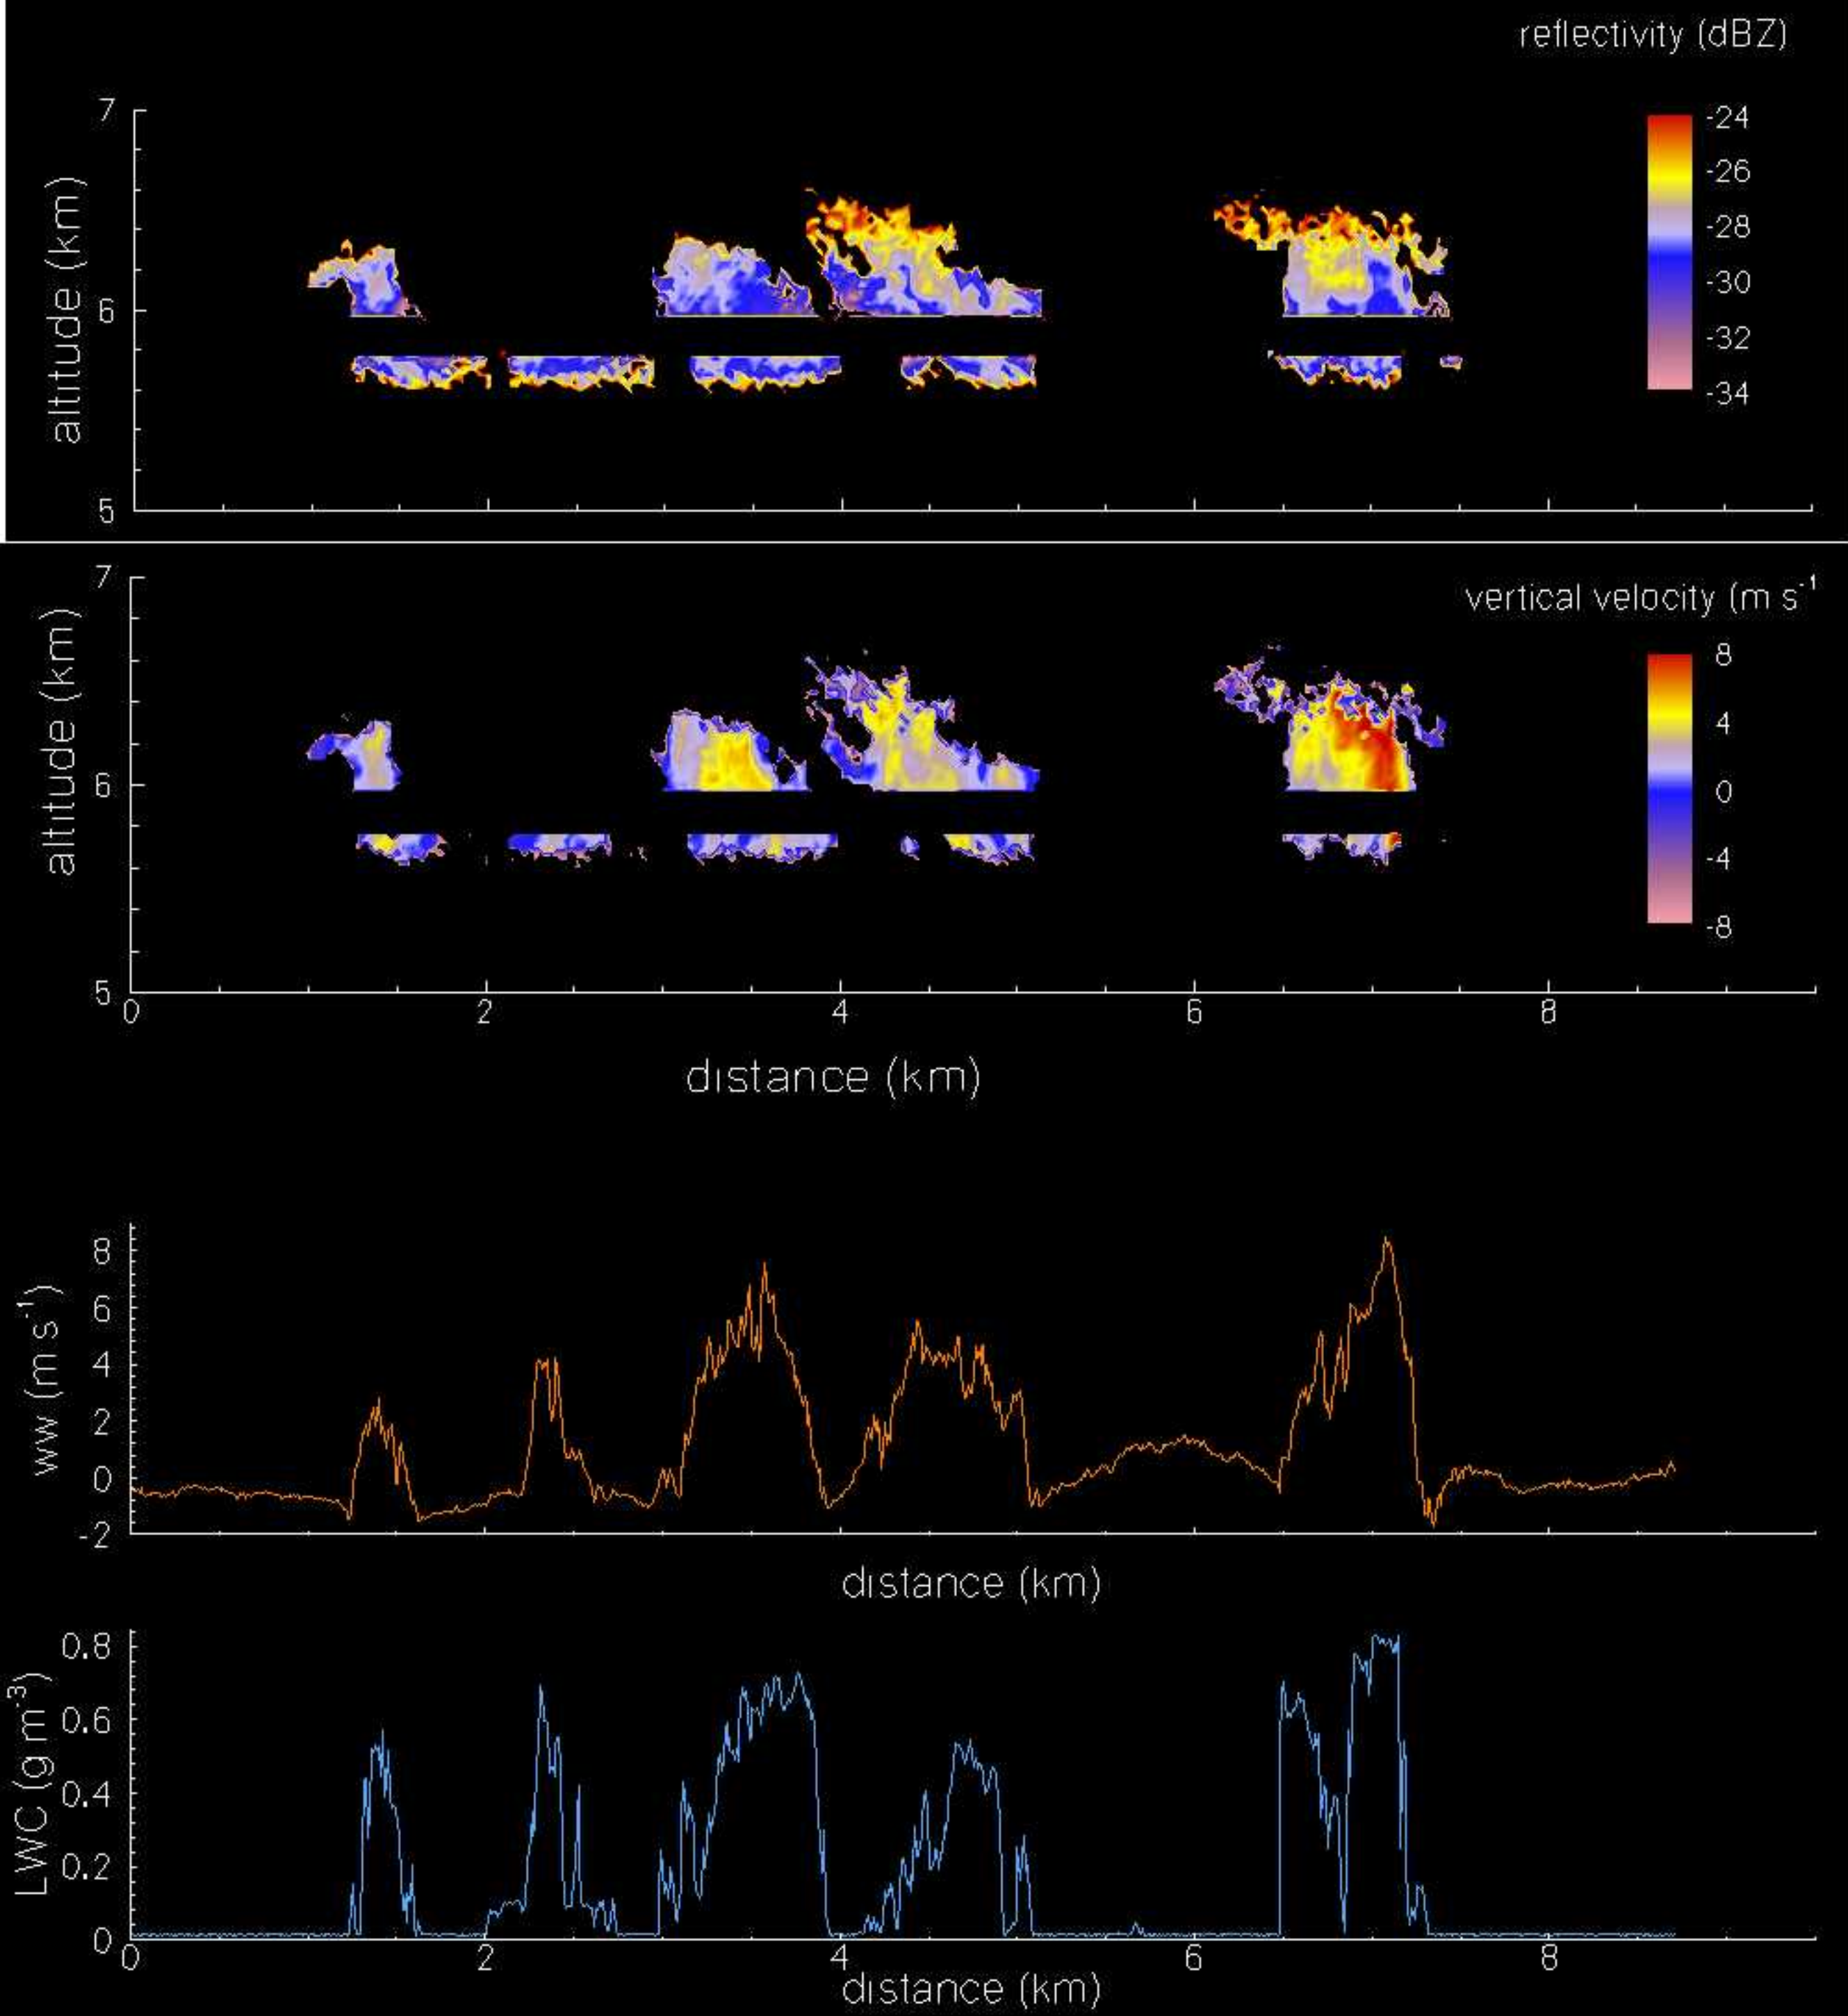 reflectivity (dBZ)
altitude (km)
7
6
5
-24
-26
-28
-30
-32
-34
vertical velocity (m s-1
altitude (km)
7
6
5
8
4
0
-4
-8
0 2 4 6 8
distance (km)
ww (m s-1)
8
6
4
2
0
-2
distance (km)
LWC (g m-3)
0.8
0.6
0.4
0.2
0
0 2 4 6 8
distance (km)